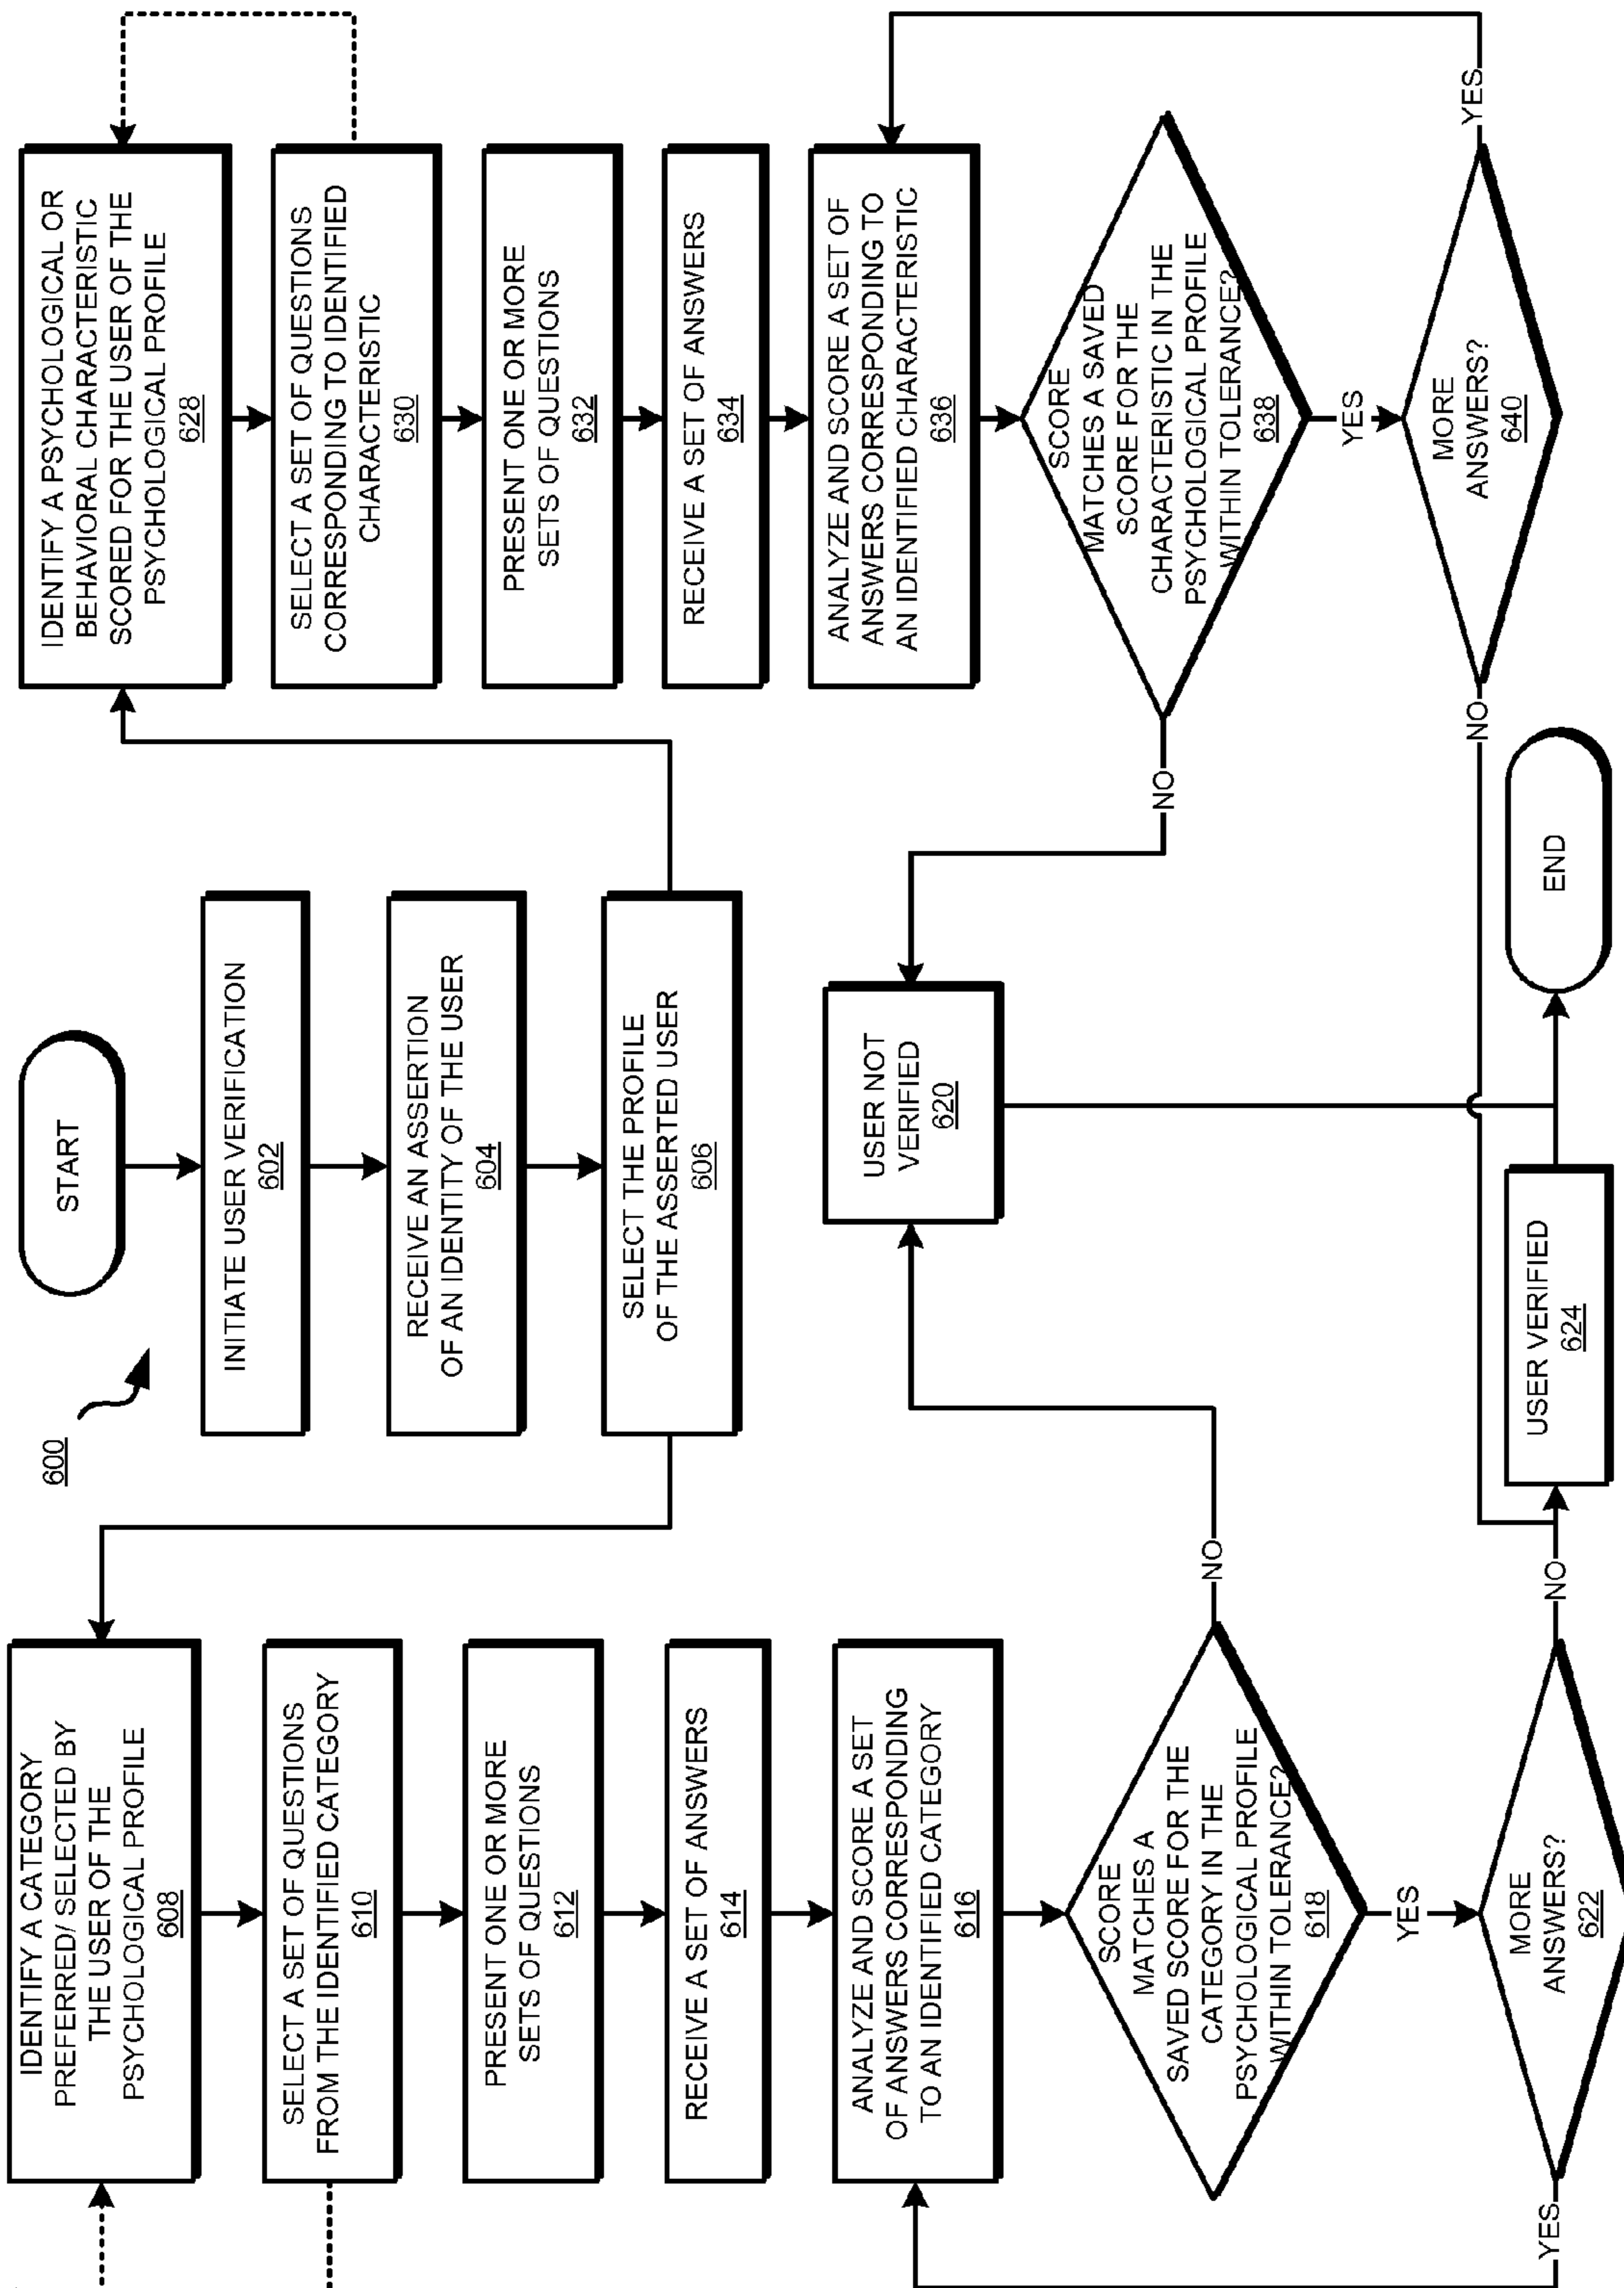 600
START
INITIATE USER VERIFICATION
602
RECEIVE AN ASSERTION
OF AN IDENTITY OF THE USER
604
SELECT THE PROFILE
OF THE ASSERTED USER
606
IDENTIFY A CATEGORY
PREFERRED/ SELECTED BY
THE USER OF THE
PSYCHOLOGICAL PROFILE
608
SELECT A SET OF QUESTIONS
FROM THE IDENTIFIED CATEGORY
610
PRESENT ONE OR MORE
SETS OF QUESTIONS
612
RECEIVE A SET OF ANSWERS
614
ANALYZE AND SCORE A SET
OF ANSWERS CORRESPONDING
TO AN IDENTIFIED CATEGORY
616
SCORE
MATCHES A
SAVED SCORE FOR THE
CATEGORY IN THE
PSYCHOLOGICAL PROFILE
WITHIN TOLERANCE?
618
NO
YES
MORE
ANSWERS?
622
YES
NO
USER NOT
VERIFIED
620
USER VERIFIED
624
END
IDENTIFY A PSYCHOLOGICAL OR
BEHAVIORAL CHARACTERISTIC
SCORED FOR THE USER OF THE
PSYCHOLOGICAL PROFILE
628
SELECT A SET OF QUESTIONS
CORRESPONDING TO IDENTIFIED
CHARACTERISTIC
630
PRESENT ONE OR MORE
SETS OF QUESTIONS
632
RECEIVE A SET OF ANSWERS
634
ANALYZE AND SCORE A SET OF
ANSWERS CORRESPONDING TO
AN IDENTIFIED CHARACTERISTIC
636
SCORE
MATCHES A SAVED
SCORE FOR THE
CHARACTERISTIC IN THE
PSYCHOLOGICAL PROFILE
WITHIN TOLERANCE?
638
NO
YES
MORE
ANSWERS?
640
NO
YES